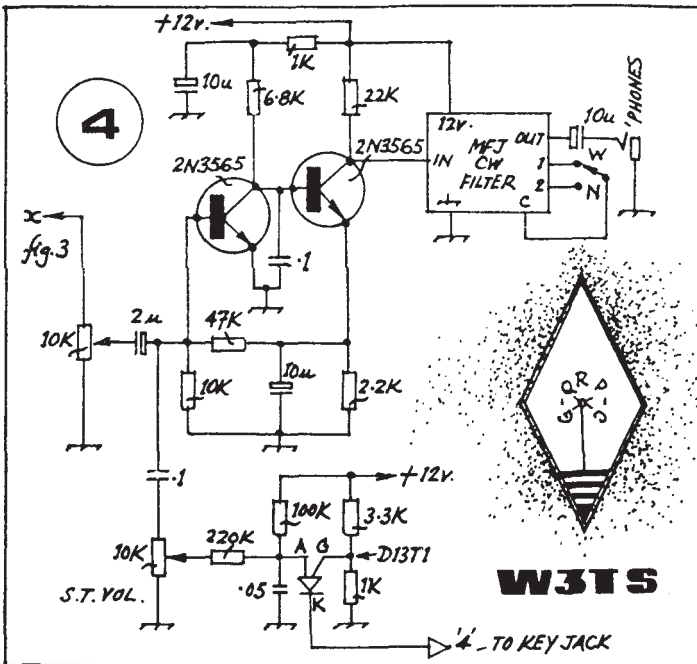 +12v.
1K
10u
6.8K
22K
4
2N3565
2N3565
12v.
MFJ
CW
FILTER
IN
OUT
1
2
C
10u
'PHONES
W
N
.1
x
fig.3
10K
2u
47K
10K
10u
2.2K
.1
+12v.
100K
3.3K
10K
220K
A
G
D13T1
S.T. VOL.
.05
K
1K
'4' - TO KEY JACK
G-QRP-C
W3TS